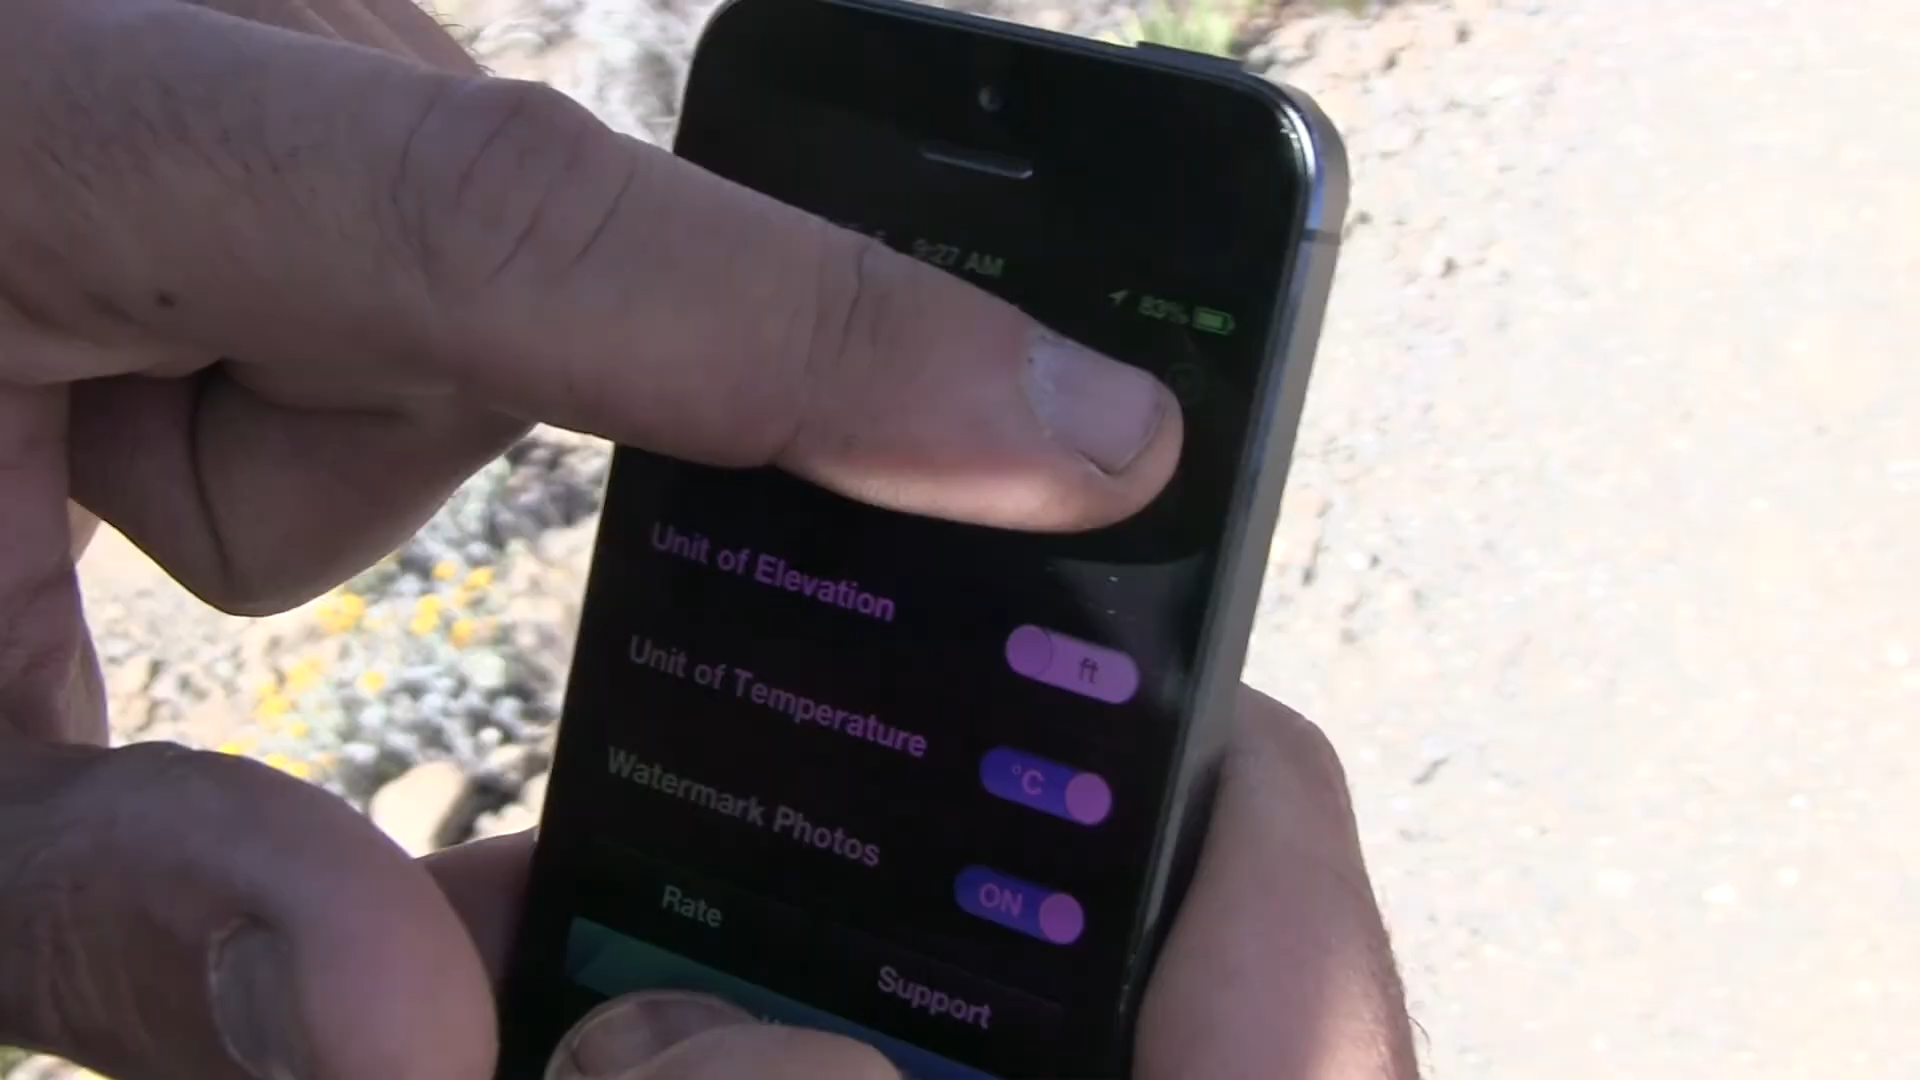 9:27 AM
83%
Unit of Elevation
ft
Unit of Temperature
°C
Watermark Photos
ON
Rate
Support